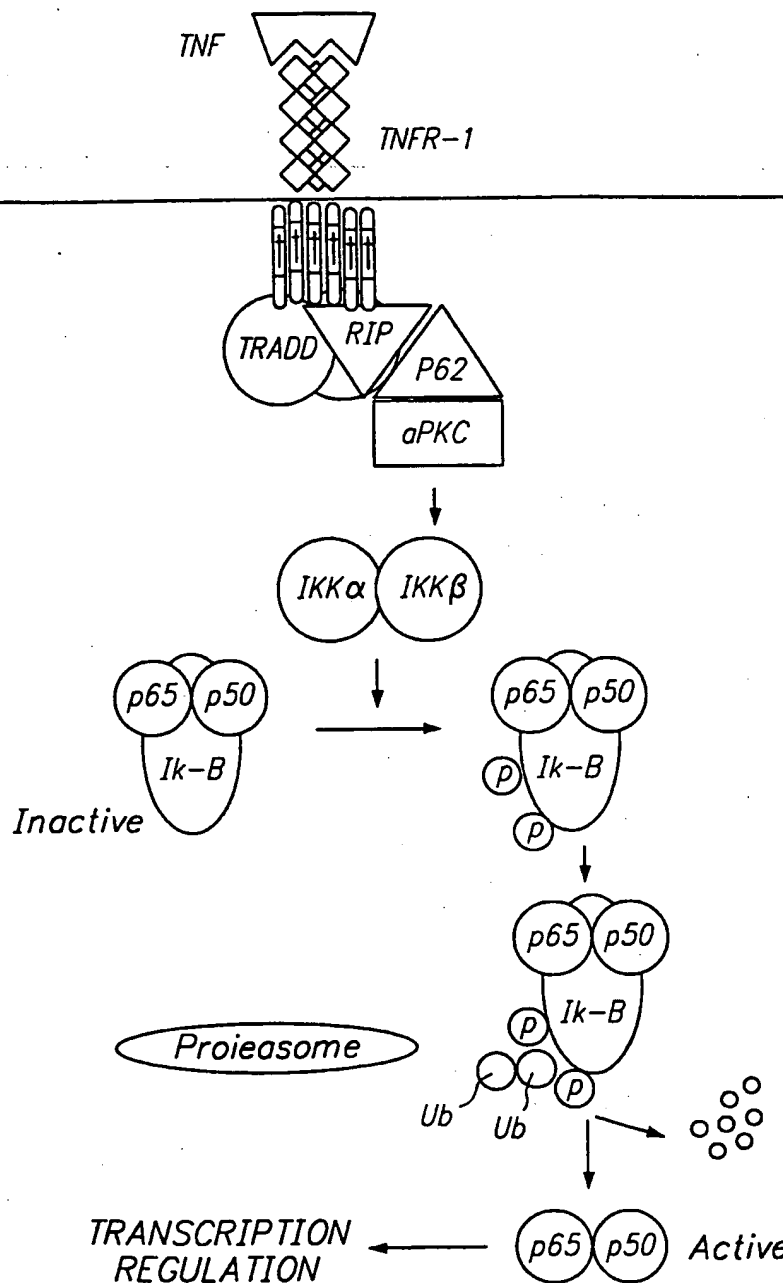 TNF
TNFR-1
TRADD
RIP
P62
aPKC
IKKα
IKKβ
p65
p50
Ik-B
Inactive
p65
p50
Ik-B
p
p
p65
p50
Ik-B
p
p
Proieasome
Ub
Ub
p65
p50
Active
TRANSCRIPTION
REGULATION